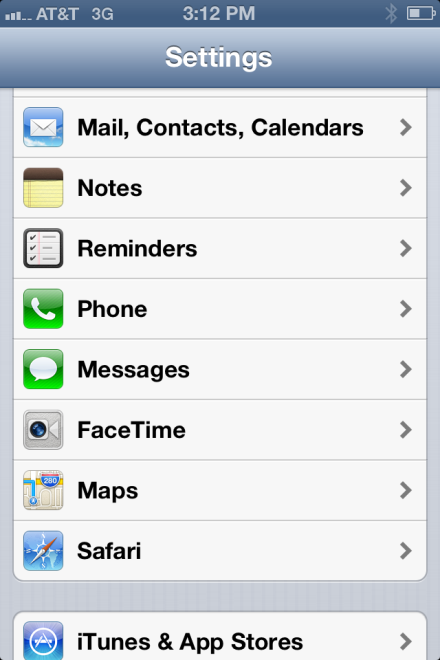 AT&T 3G 3:12 PM
Settings
Mail, Contacts, Calendars
Notes
Reminders
Phone
Messages
FaceTime
280
Maps
Safari
iTunes & App Stores